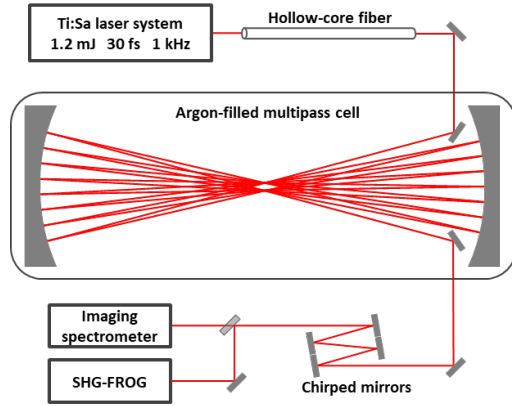 Ti:Sa laser system
1.2 mJ 30 fs 1 kHz
Hollow-core fiber
Argon-filled multipass cell
Imaging
spectrometer
SHG-FROG
Chirped mirrors